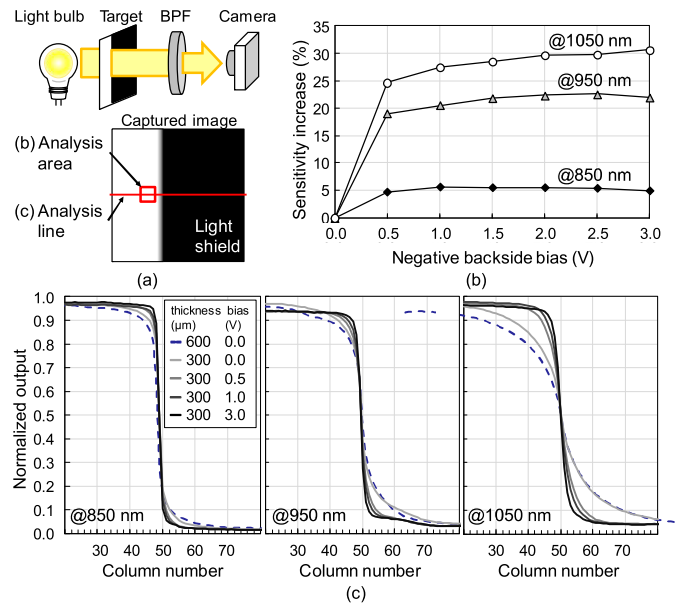 Light bulb Target BPF Camera
Captured image
(b) Analysis
area
(c) Analysis
line
Light
shield
(a)
Sensitivity increase (%)
35
30
25
20
15
10
5
0
0.0 0.5 1.0 1.5 2.0 2.5 3.0
@1050 nm
@950 nm
@850 nm
Negative backside bias (V)
(b)
Normalized output
1.0
0.9
0.8
0.7
0.6
0.5
0.4
0.3
0.2
0.1
0.0
thickness bias
(μm) (V)
600 0.0
300 0.0
300 0.5
300 1.0
300 3.0
@850 nm
30 40 50 60 70
Column number
@950 nm
30 40 50 60 70
Column number
@1050 nm
30 40 50 60 70
Column number
(c)